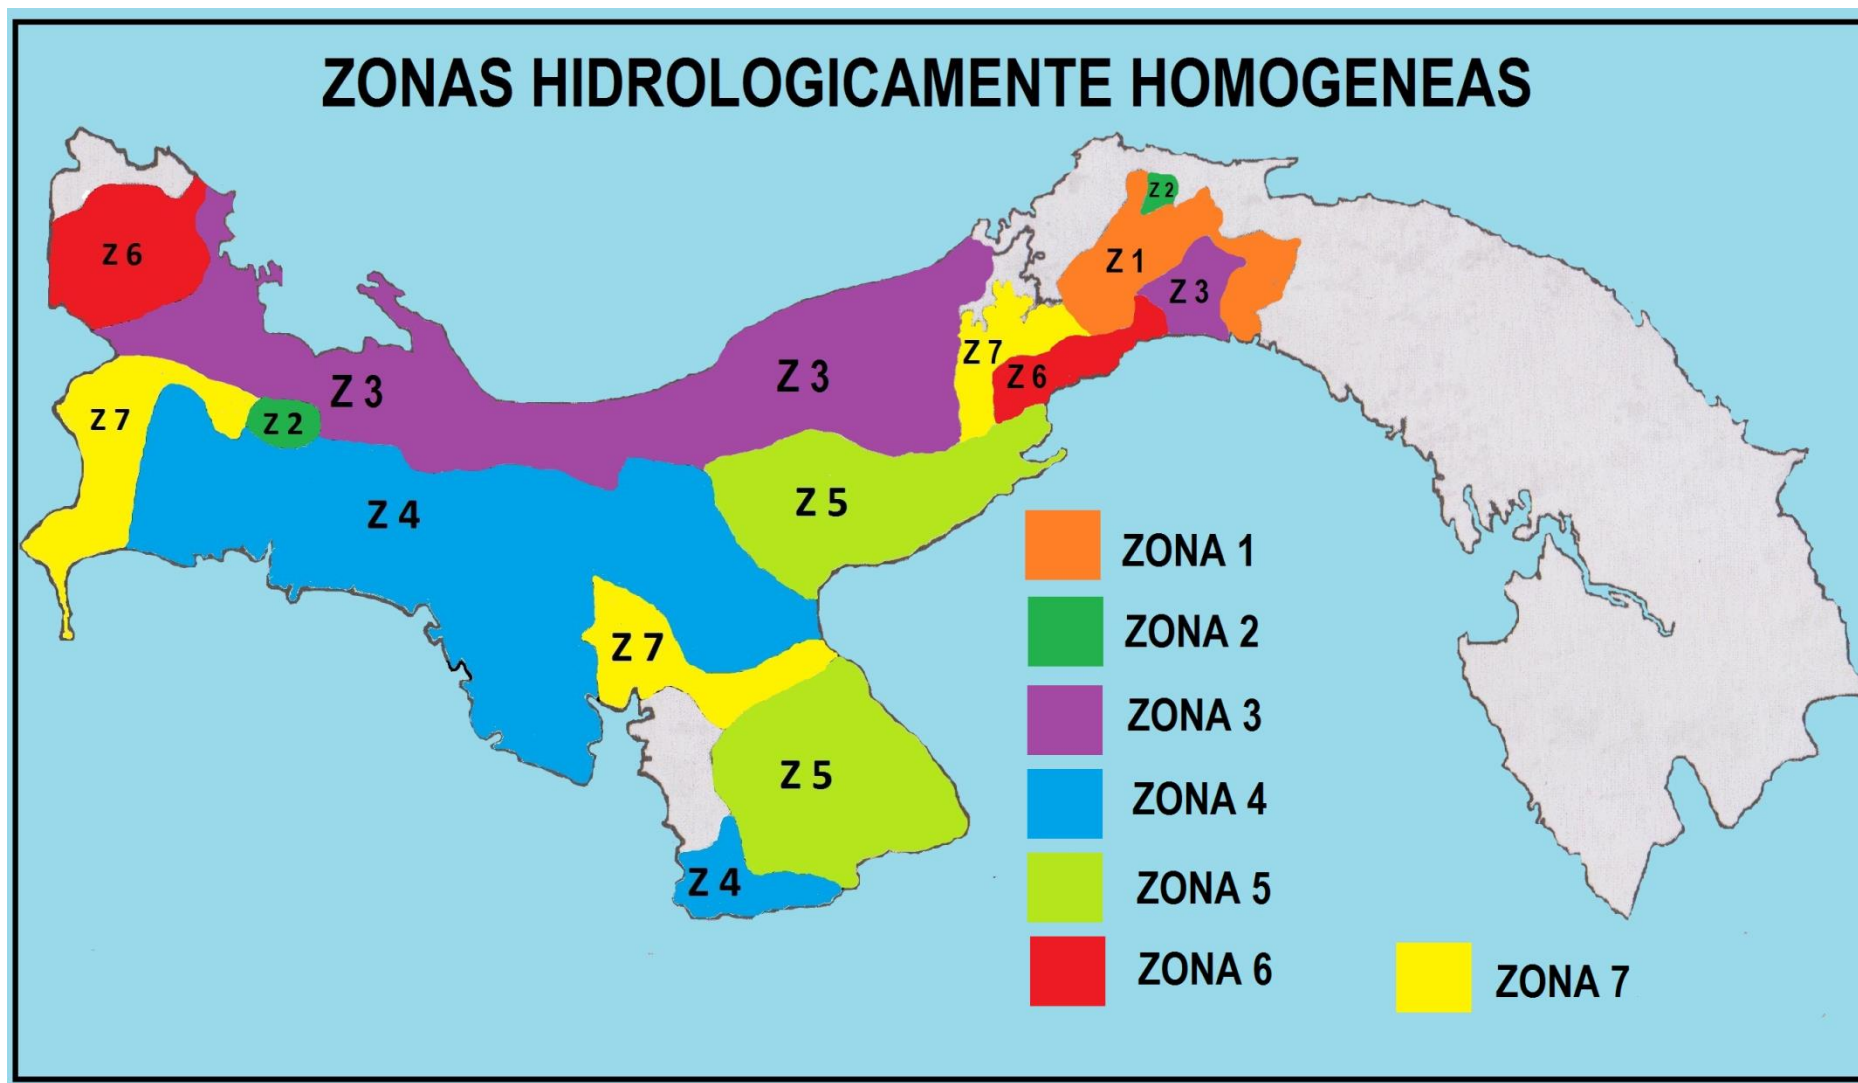 ZONAS HIDROLOGICAMENTE HOMOGENEAS
Z 2
Z 6
Z 1
Z 3
Z 7
Z 6
Z 3
Z 3
Z 7
Z 2
Z 5
Z 4
Z 7
Z 5
Z 4
ZONA 1
ZONA 2
ZONA 3
ZONA 4
ZONA 5
ZONA 6
ZONA 7